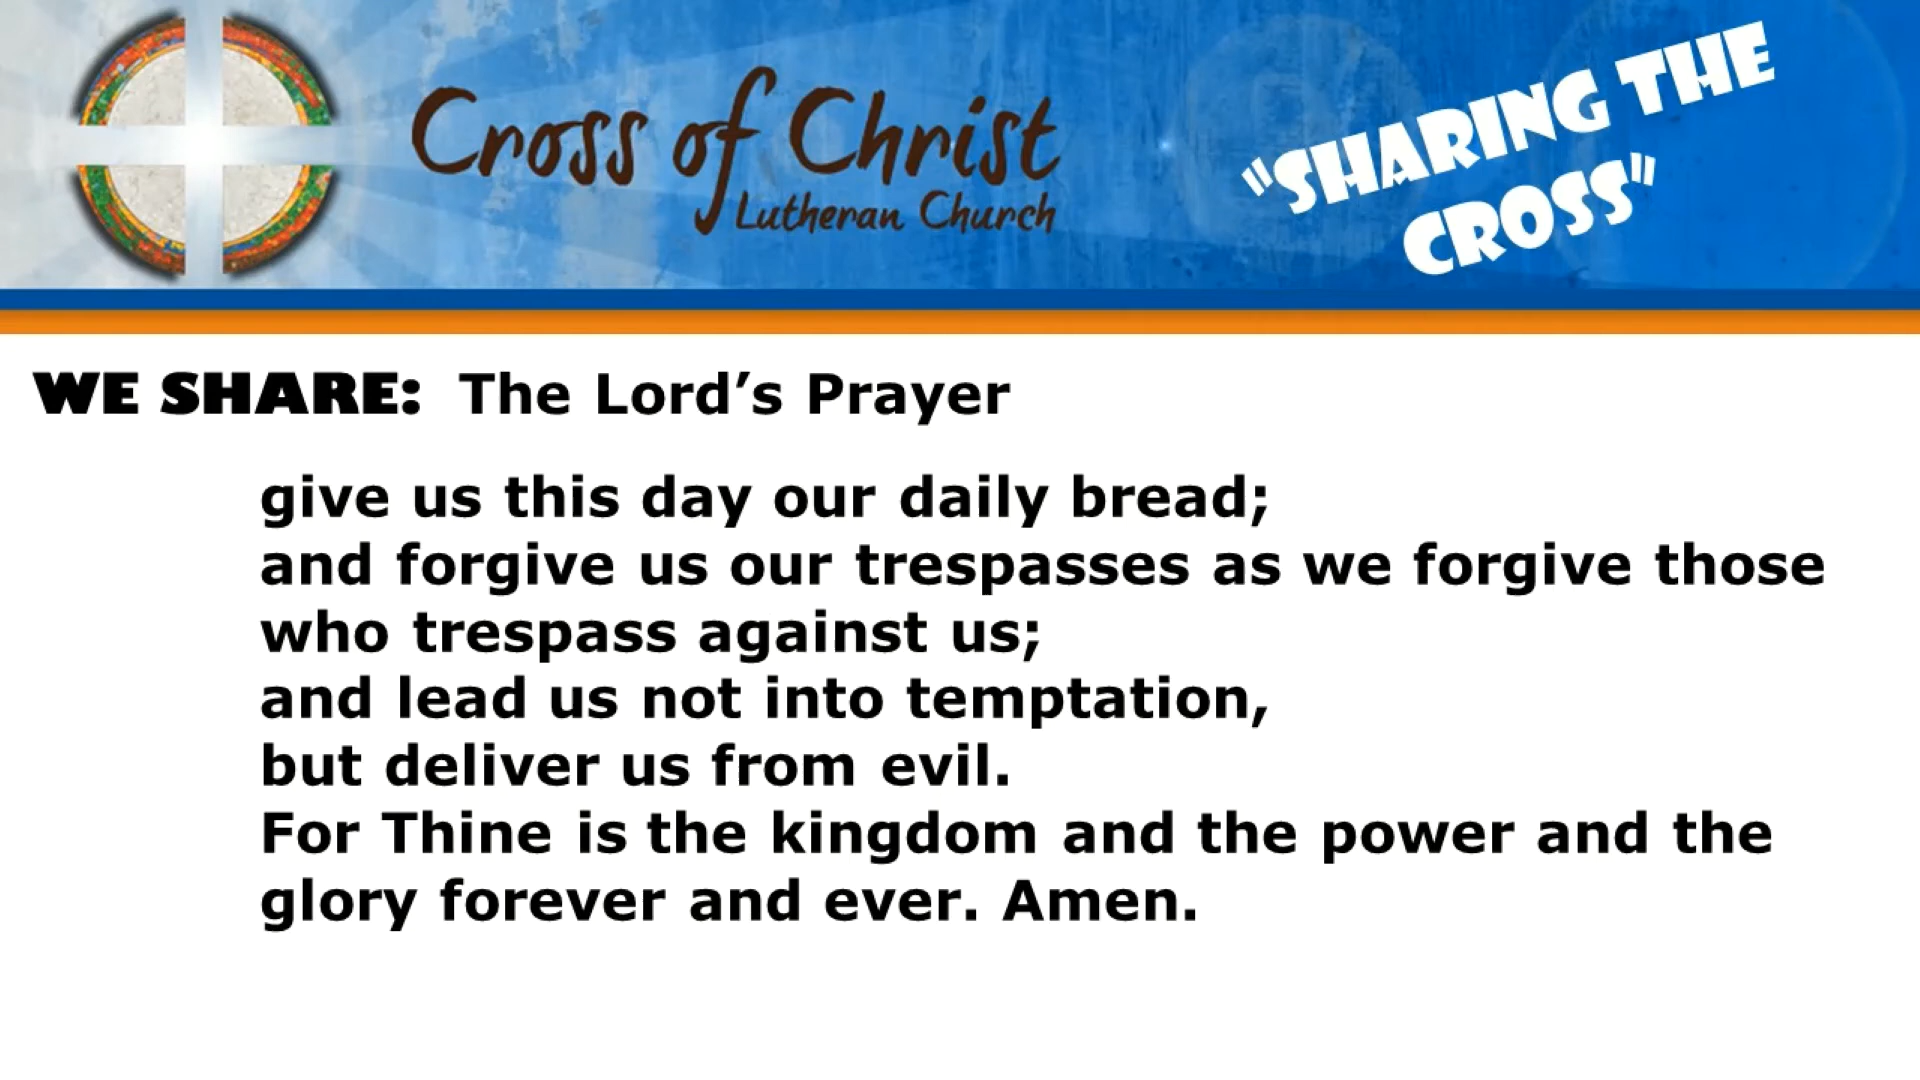 Cross of Christ
Lutheran Church
"SHARING THE
CROSS"
WE SHARE: The Lord’s Prayer
give us this day our daily bread;
and forgive us our trespasses as we forgive those
who trespass against us;
and lead us not into temptation,
but deliver us from evil.
For Thine is the kingdom and the power and the
glory forever and ever. Amen.